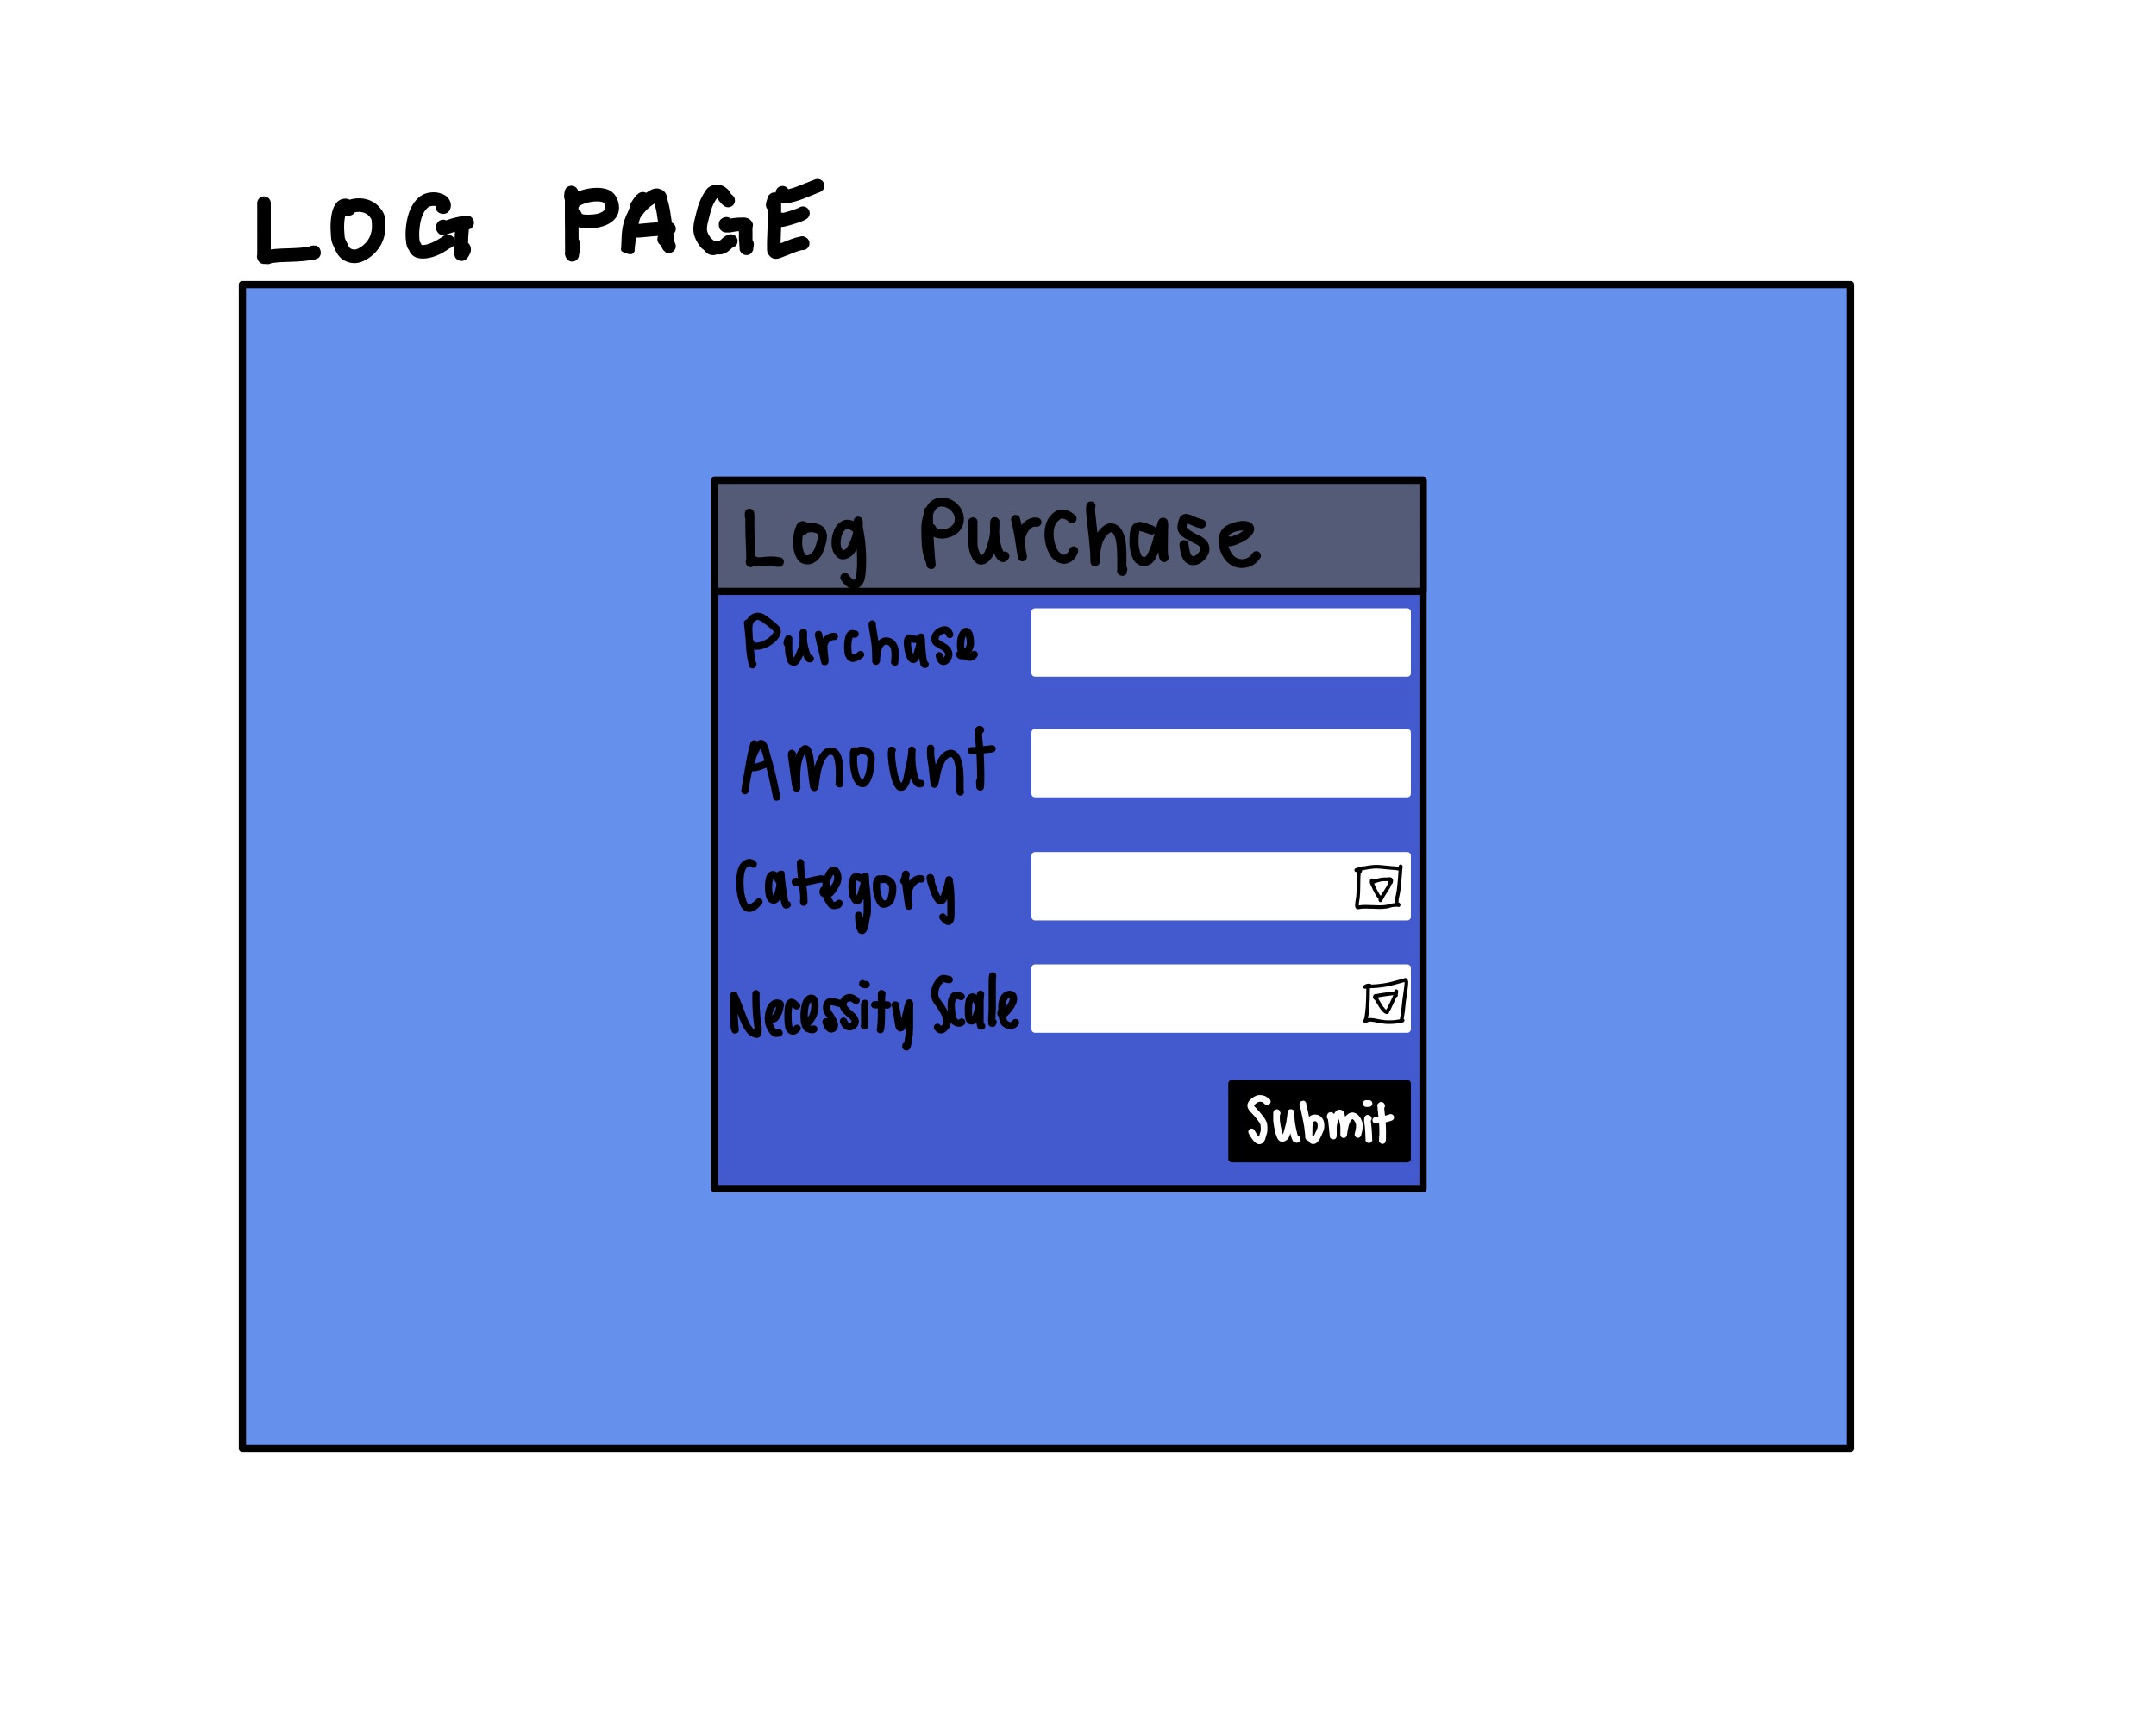 LOG PAGE
Log Purchase
Purchase
Amount
Category
Necessity Scale
Submit